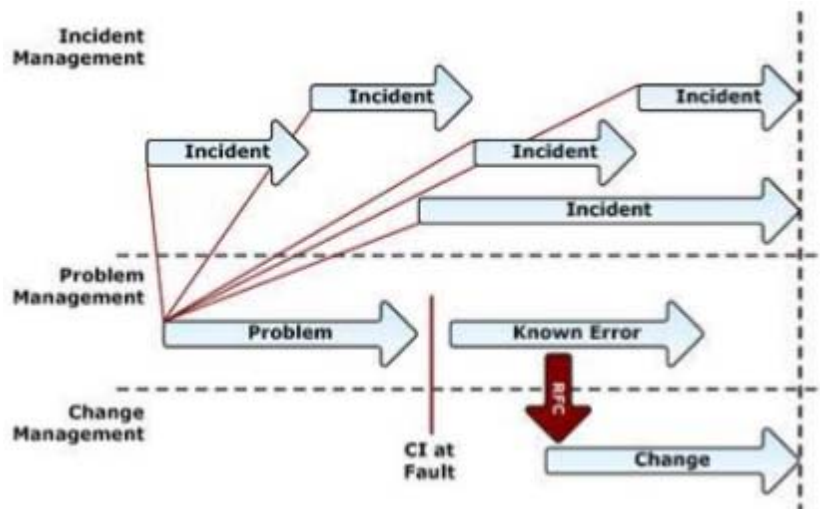 Incident
Management
Incident
Incident
Incident
Incident
Incident
Problem
Management
Problem
Known Error
RFC
Change
Management
CI at
Fault
Change